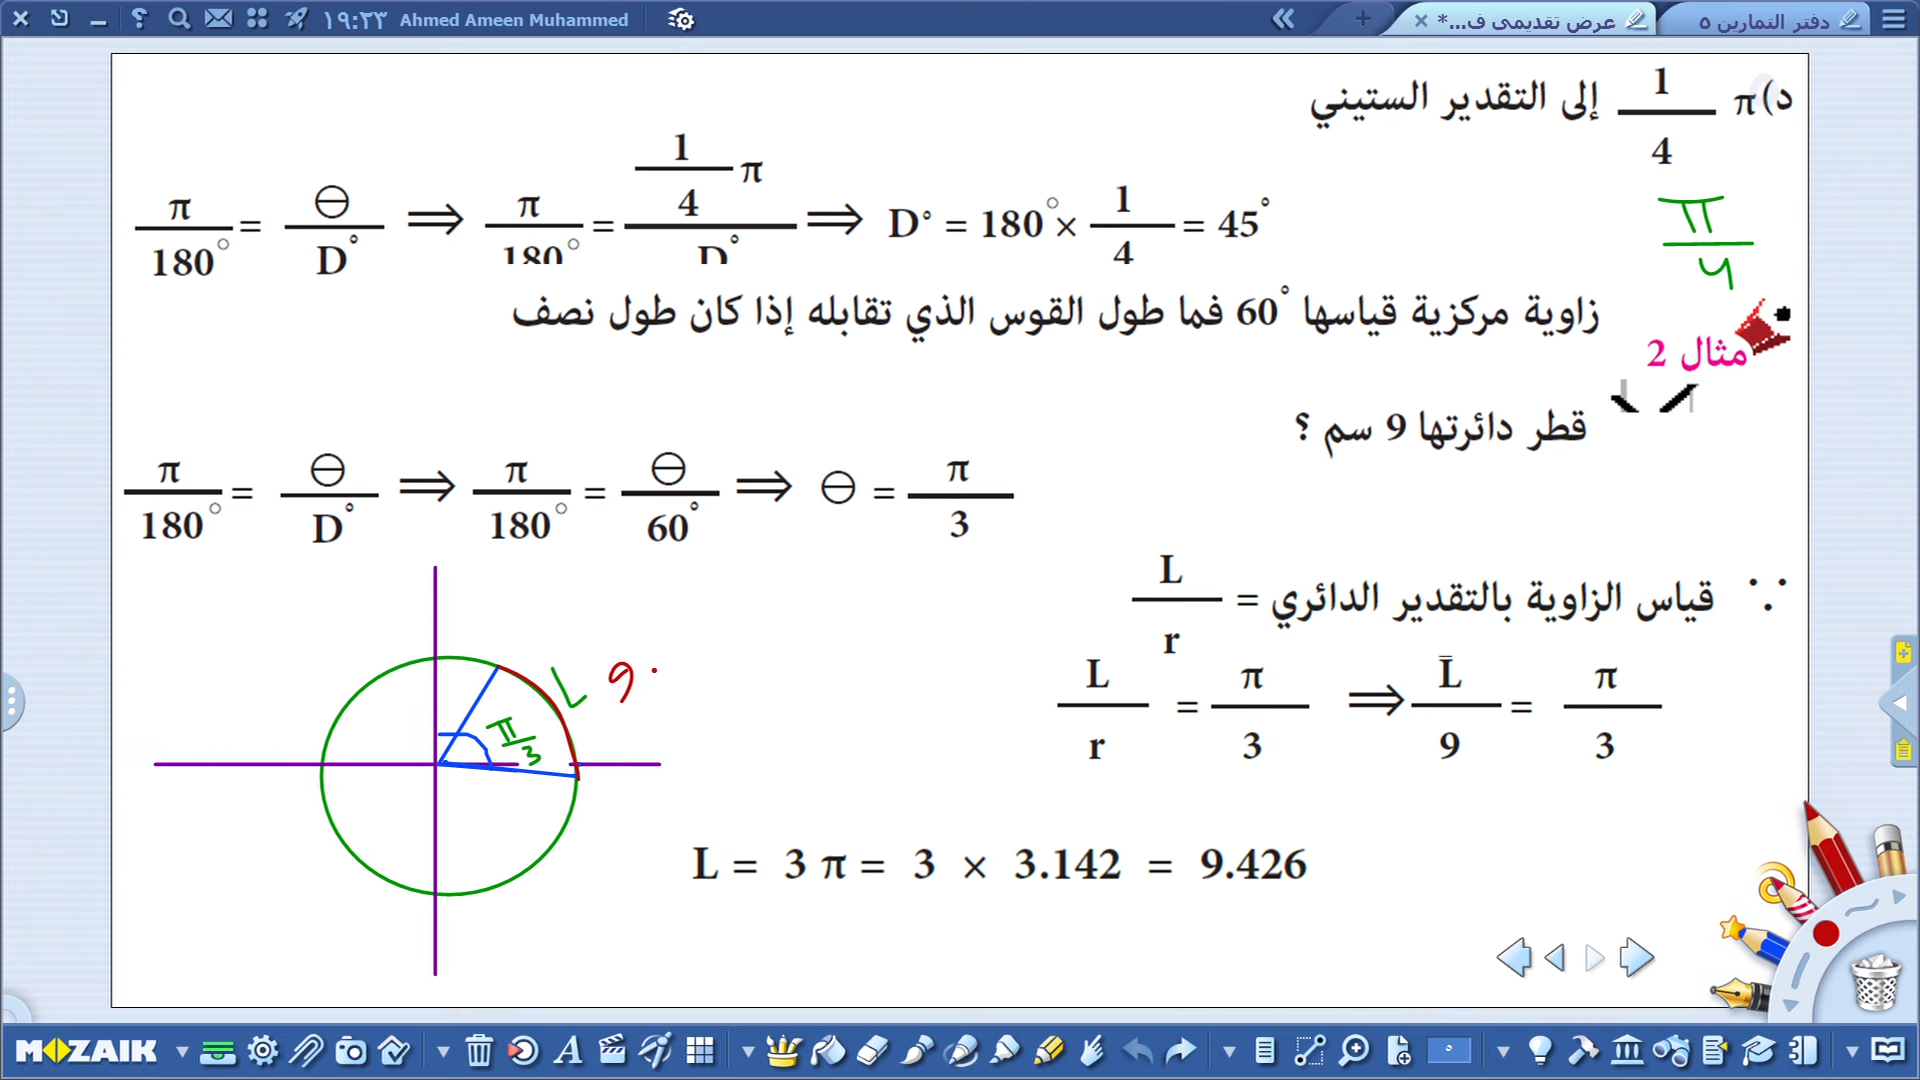 Ahmed Ameen Muhammed ١٩:٢٣
عرض تقديمى ف...*
دفتر التمارين ٥
د) π 1/4 إلى التقدير الستيني
π/180° = Θ/D° ⇒ π/180° = 1/4 π/D° ⇒ D° = 180° × 1/4 = 45°
π/4
مثال 2
زاوية مركزية قياسها 60° فما طول القوس الذي تقابله إذا كان طول نصف
قطر دائرتها 9 سم ؟
π/180° = Θ/D° ⇒ π/180° = Θ/60° ⇒ Θ = π/3
∵ قياس الزاوية بالتقدير الدائري = L/r
L/r = π/3 ⇒ L/9 = π/3
L 9.
π/3
L = 3 π = 3 × 3.142 = 9.426
MOZAIK